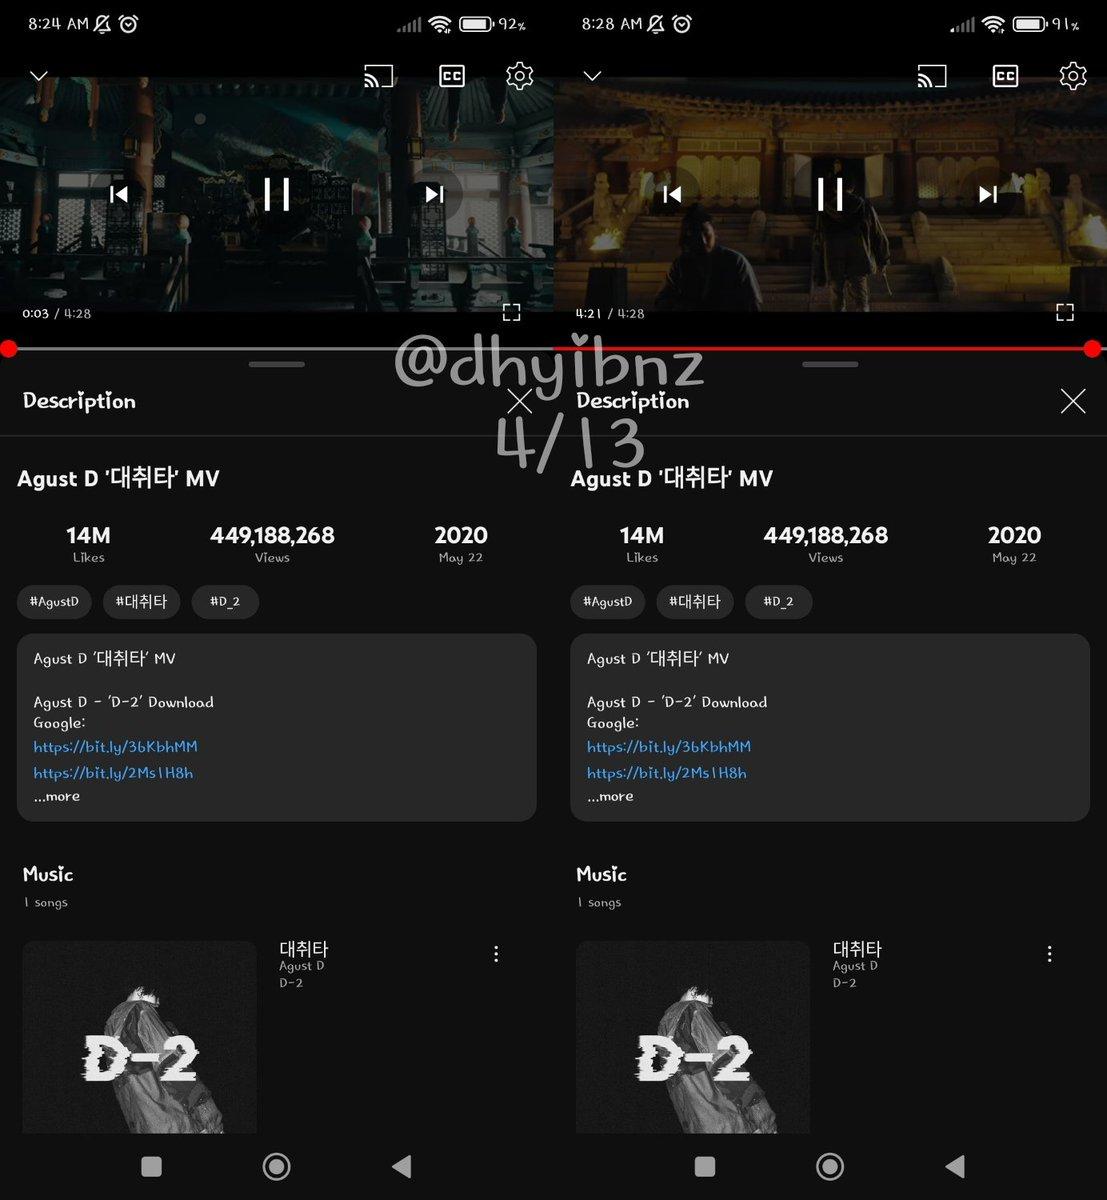 8:24 AM
92%
0:03 / 4:28
Description
Agust D '대취타' MV
14M
449,188,268
2020
Likes
Views
May 22
#AgustD
#대취타
#D_2
Agust D '대취타' MV
Agust D - 'D-2' Download
Google:
https://bit.ly/36KbhMM
https://bit.ly/2Ms1H8h
...more
Music
1 songs
대취타
Agust D
D-2
D-2
8:28 AM
91%
4:21 / 4:28
Description
Agust D '대취타' MV
14M
449,188,268
2020
Likes
Views
May 22
#AgustD
#대취타
#D_2
Agust D '대취타' MV
Agust D - 'D-2' Download
Google:
https://bit.ly/36KbhMM
https://bit.ly/2Ms1H8h
...more
Music
1 songs
대취타
Agust D
D-2
D-2
@dhyibnz
4/13
CC
CC